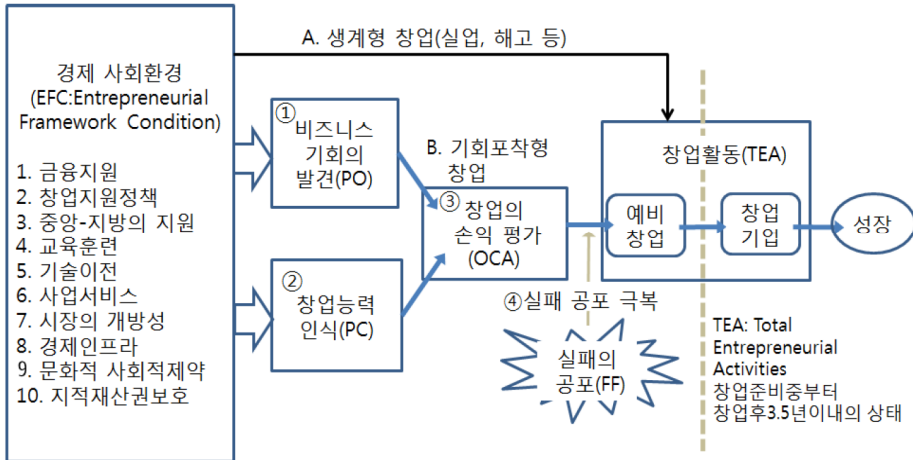 경제 사회환경
(EFC:Entrepreneurial
Framework Condition)
1. 금융지원
2. 창업지원정책
3. 중앙-지방의 지원
4. 교육훈련
5. 기술이전
6. 사업서비스
7. 시장의 개방성
8. 경제인프라
9. 문화적 사회적제약
10. 지적재산권보호
A. 생계형 창업(실업, 해고 등)
①
비즈니스
기회의
발견(PO)
②
창업능력
인식(PC)
B. 기회포착형
창업
③
창업의
손익 평가
(OCA)
④실패 공포 극복
실패의
공포(FF)
창업활동(TEA)
예비
창업
창업
기업
성장
TEA: Total
Entrepreneurial
Activities
창업준비중부터
창업후3.5년이내의 상태